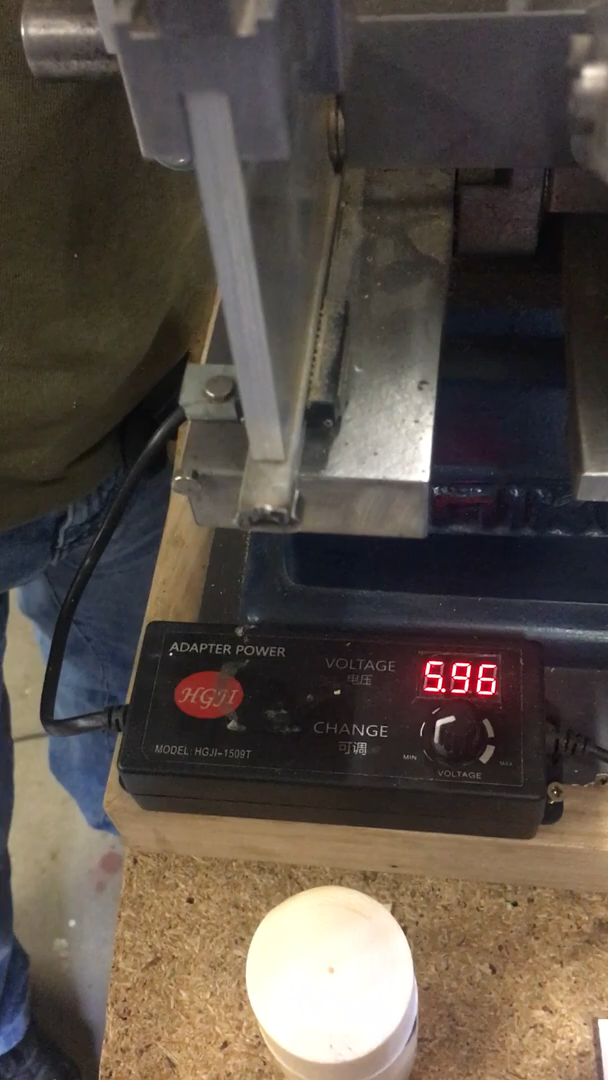 ADAPTER POWER
VOLTAGE
电压
5.96
HGJI
CHANGE
可调
MIN
MAX
VOLTAGE
MODEL: HGJI-1509T